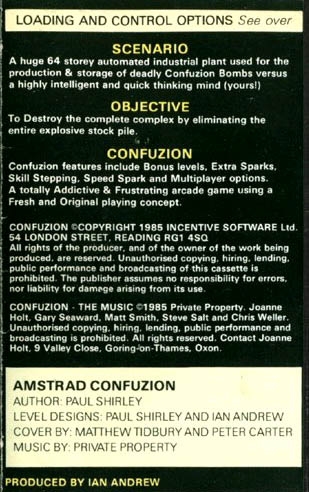 LOADING AND CONTROL OPTIONS See over
SCENARIO
A huge 64 storey automated industrial plant used for the
production & storage of deadly Confuzion Bombs versus
a highly intelligent and quick thinking mind (yours!)
OBJECTIVE
To Destroy the complete complex by eliminating the
entire explosive stock pile.
CONFUZION
Confuzion features include Bonus levels, Extra Sparks,
Skill Stepping, Speed Spark and Multiplayer options.
A totally Addictive & Frustrating arcade game using a
Fresh and Original playing concept.
CONFUZION ©COPYRIGHT 1985 INCENTIVE SOFTWARE Ltd.
54 LONDON STREET, READING RG1 4SQ
All rights of the producer, and of the owner of the work being
produced, are reserved. Unauthorised copying, hiring, lending,
public performance and broadcasting of this cassette is
prohibited. The publisher assumes no responsibility for errors,
nor liability for damage arising from its use.
CONFUZION - THE MUSIC ©1985 Private Property. Joanne
Holt, Gary Seaward, Matt Smith, Steve Salt and Chris Weller.
Unauthorised copying, hiring, lending, public performance and
broadcasting is prohibited. All rights reserved. Contact Joanne
Holt, 9 Valley Close, Goring-on-Thames, Oxon.
AMSTRAD CONFUZION
AUTHOR: PAUL SHIRLEY
LEVEL DESIGNS: PAUL SHIRLEY AND IAN ANDREW
COVER BY: MATTHEW TIDBURY AND PETER CARTER
MUSIC BY: PRIVATE PROPERTY
PRODUCED BY IAN ANDREW